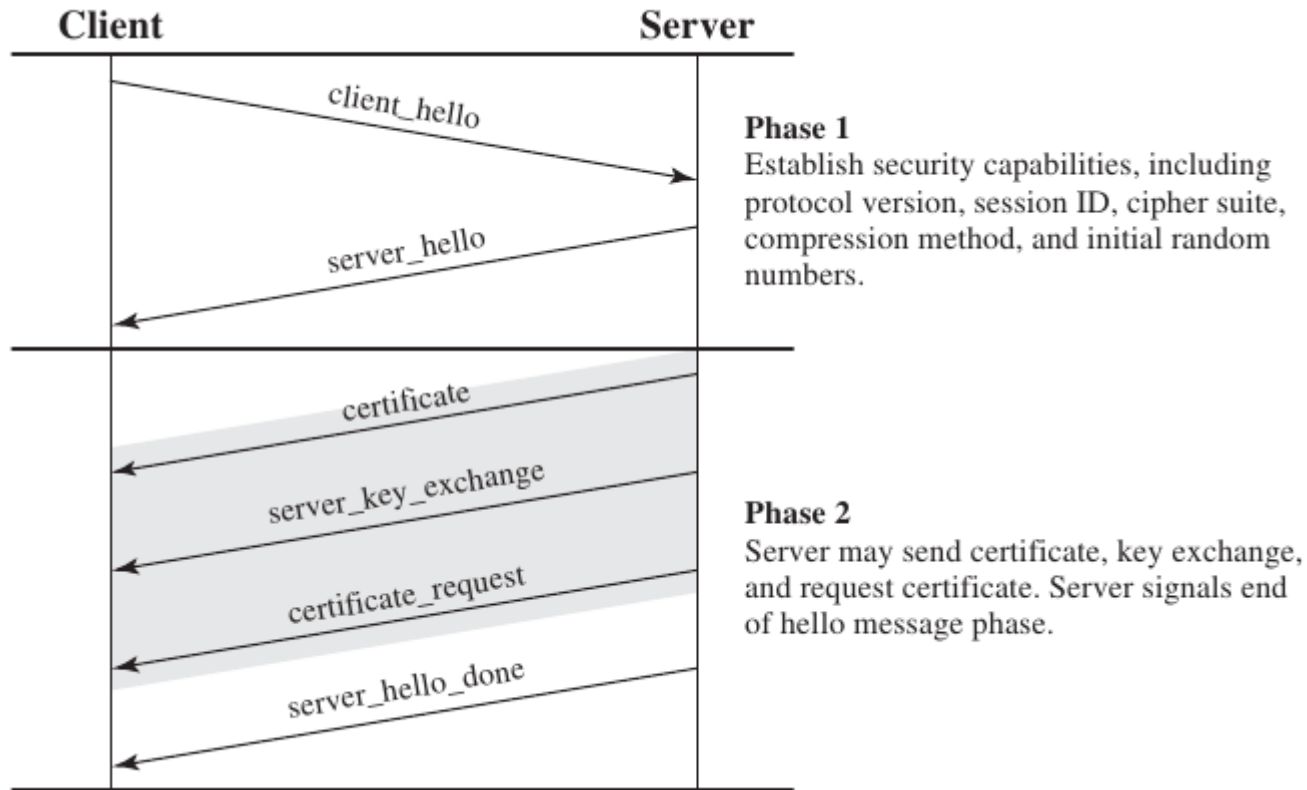 Client
Server
client_hello
server_hello
Phase 1
Establish security capabilities, including
protocol version, session ID, cipher suite,
compression method, and initial random
numbers.
certificate
server_key_exchange
certificate_request
server_hello_done
Phase 2
Server may send certificate, key exchange,
and request certificate. Server signals end
of hello message phase.